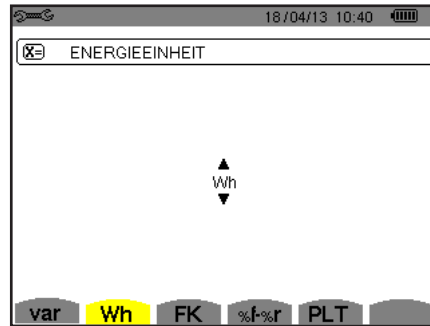 18/04/13 10:40
X= ENERGIEEINHEIT
Wh
var Wh FK %f-%r PLT